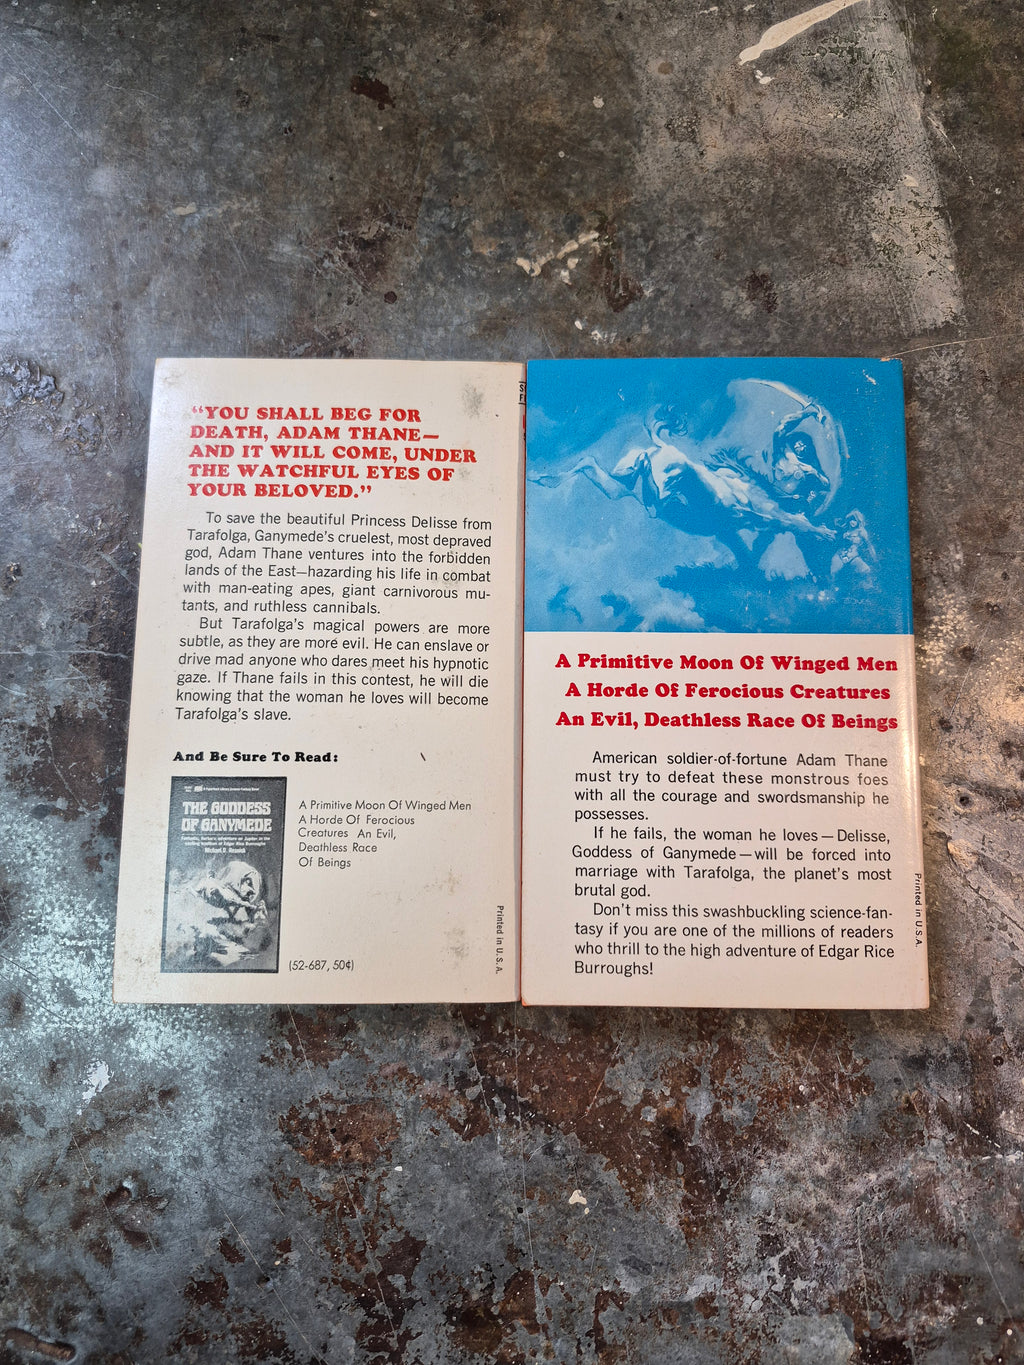 "YOU SHALL BEG FOR
DEATH, ADAM THANE—
AND IT WILL COME, UNDER
THE WATCHFUL EYES OF
YOUR BELOVED."
To save the beautiful Princess Delisse from
Tarafolga, Ganymede's cruelest, most depraved
god, Adam Thane ventures into the forbidden
lands of the East—hazarding his life in combat
with man-eating apes, giant carnivorous mu-
tants, and ruthless cannibals.
But Tarafolga's magical powers are more
subtle, as they are more evil. He can enslave or
drive mad anyone who dares meet his hypnotic
gaze. If Thane fails in this contest, he will die
knowing that the woman he loves will become
Tarafolga's slave.
And Be Sure To Read:
THE GODDESS
OF GANYMEDE
Michael D. Resnick
A Primitive Moon Of Winged Men
A Horde Of Ferocious
Creatures An Evil,
Deathless Race
Of Beings
(52-687, 50¢)
Printed in U.S.A.
A Primitive Moon Of Winged Men
A Horde Of Ferocious Creatures
An Evil, Deathless Race Of Beings
American soldier-of-fortune Adam Thane
must try to defeat these monstrous foes
with all the courage and swordsmanship he
possesses.
If he fails, the woman he loves—Delisse,
Goddess of Ganymede—will be forced into
marriage with Tarafolga, the planet's most
brutal god.
Don't miss this swashbuckling science-fan-
tasy if you are one of the millions of readers
who thrill to the high adventure of Edgar Rice
Burroughs!
Printed in U.S.A.